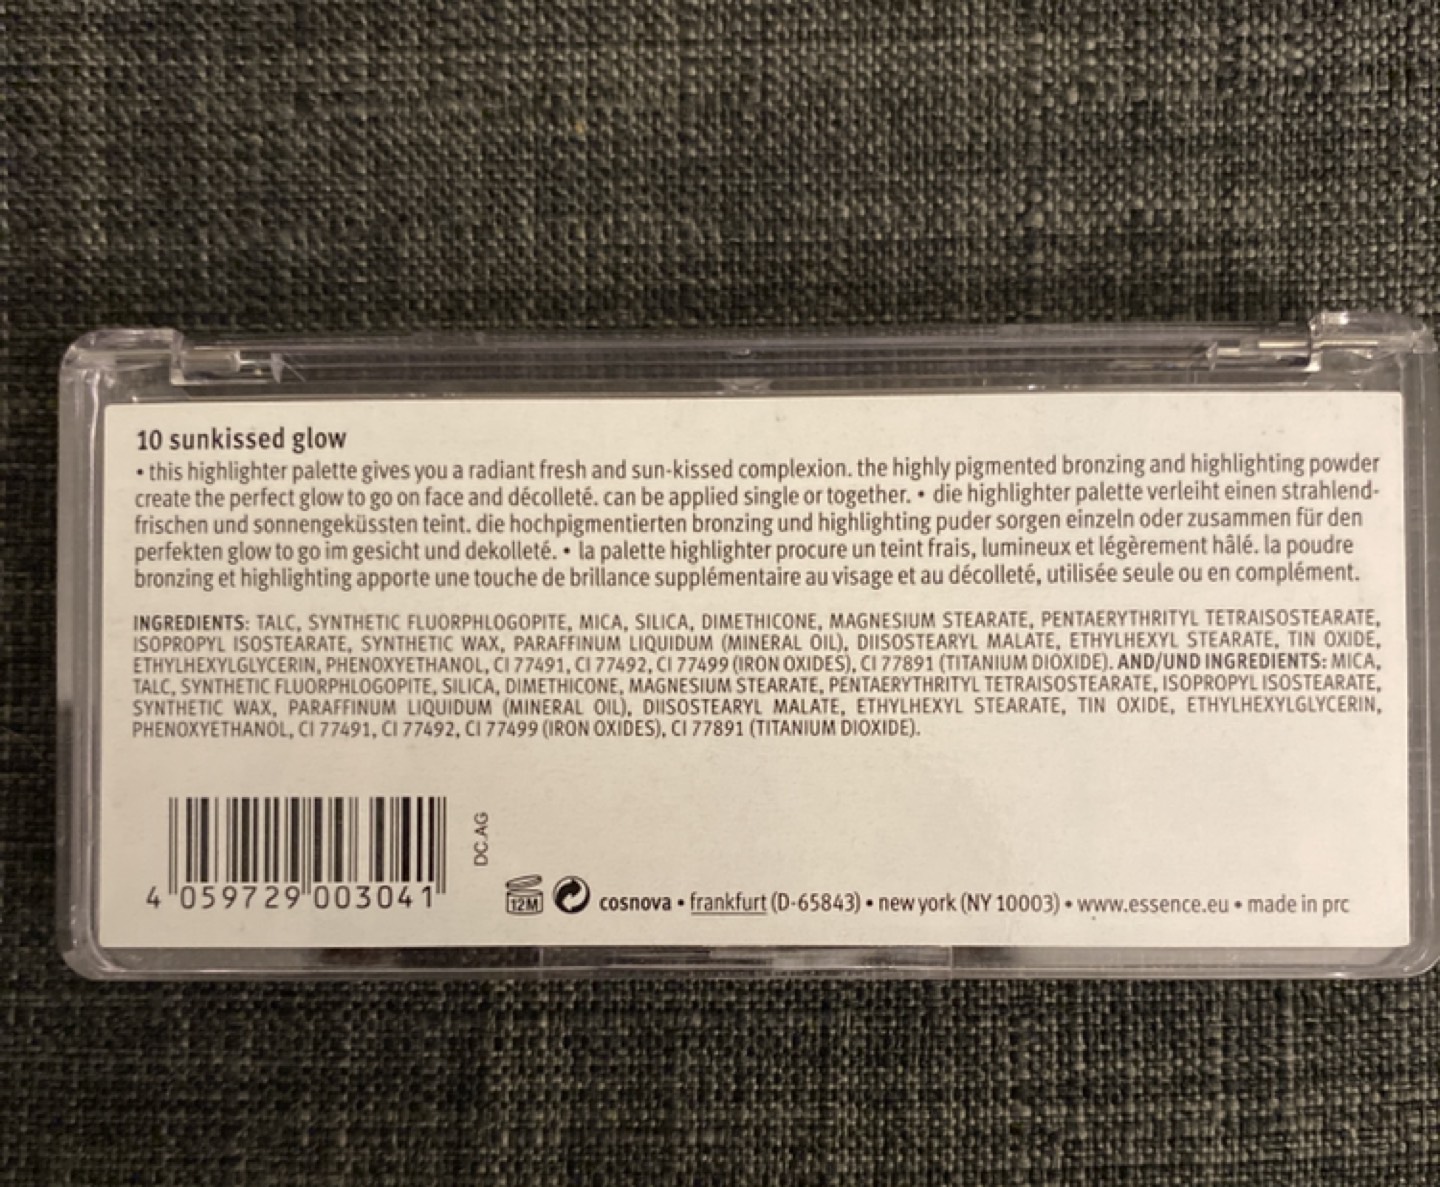 10 sunkissed glow
• this highlighter palette gives you a radiant fresh and sun-kissed complexion. the highly pigmented bronzing and highlighting powder
create the perfect glow to go on face and décolleté. can be applied single or together. • die highlighter palette verleiht einen strahlend-
frischen und sonnengeküssten teint. die hochpigmentierten bronzing und highlighting puder sorgen einzeln oder zusammen für den
perfekten glow to go im gesicht und dekolleté. • la palette highlighter procure un teint frais, lumineux et légèrement hâlé. la poudre
bronzing et highlighting apporte une touche de brillance supplémentaire au visage et au décolleté, utilisée seule ou en complément.
INGREDIENTS: TALC, SYNTHETIC FLUORPHLOGOPITE, MICA, SILICA, DIMETHICONE, MAGNESIUM STEARATE, PENTAERYTHRITYL TETRAISOSTEARATE,
ISOPROPYL ISOSTEARATE, SYNTHETIC WAX, PARAFFINUM LIQUIDUM (MINERAL OIL), DIISOSTEARYL MALATE, ETHYLHEXYL STEARATE, TIN OXIDE,
ETHYLHEXYLGLYCERIN, PHENOXYETHANOL, CI 77491, CI 77492, CI 77499 (IRON OXIDES), CI 77891 (TITANIUM DIOXIDE). AND/UND INGREDIENTS: MICA,
TALC, SYNTHETIC FLUORPHLOGOPITE, SILICA, DIMETHICONE, MAGNESIUM STEARATE, PENTAERYTHRITYL TETRAISOSTEARATE, ISOPROPYL ISOSTEARATE,
SYNTHETIC WAX, PARAFFINUM LIQUIDUM (MINERAL OIL), DIISOSTEARYL MALATE, ETHYLHEXYL STEARATE, TIN OXIDE, ETHYLHEXYLGLYCERIN,
PHENOXYETHANOL, CI 77491, CI 77492, CI 77499 (IRON OXIDES), CI 77891 (TITANIUM DIOXIDE).
4 059729 003041
DC.AG
12M
cosnova • frankfurt (D-65843) • new york (NY 10003) • www.essence.eu • made in prc